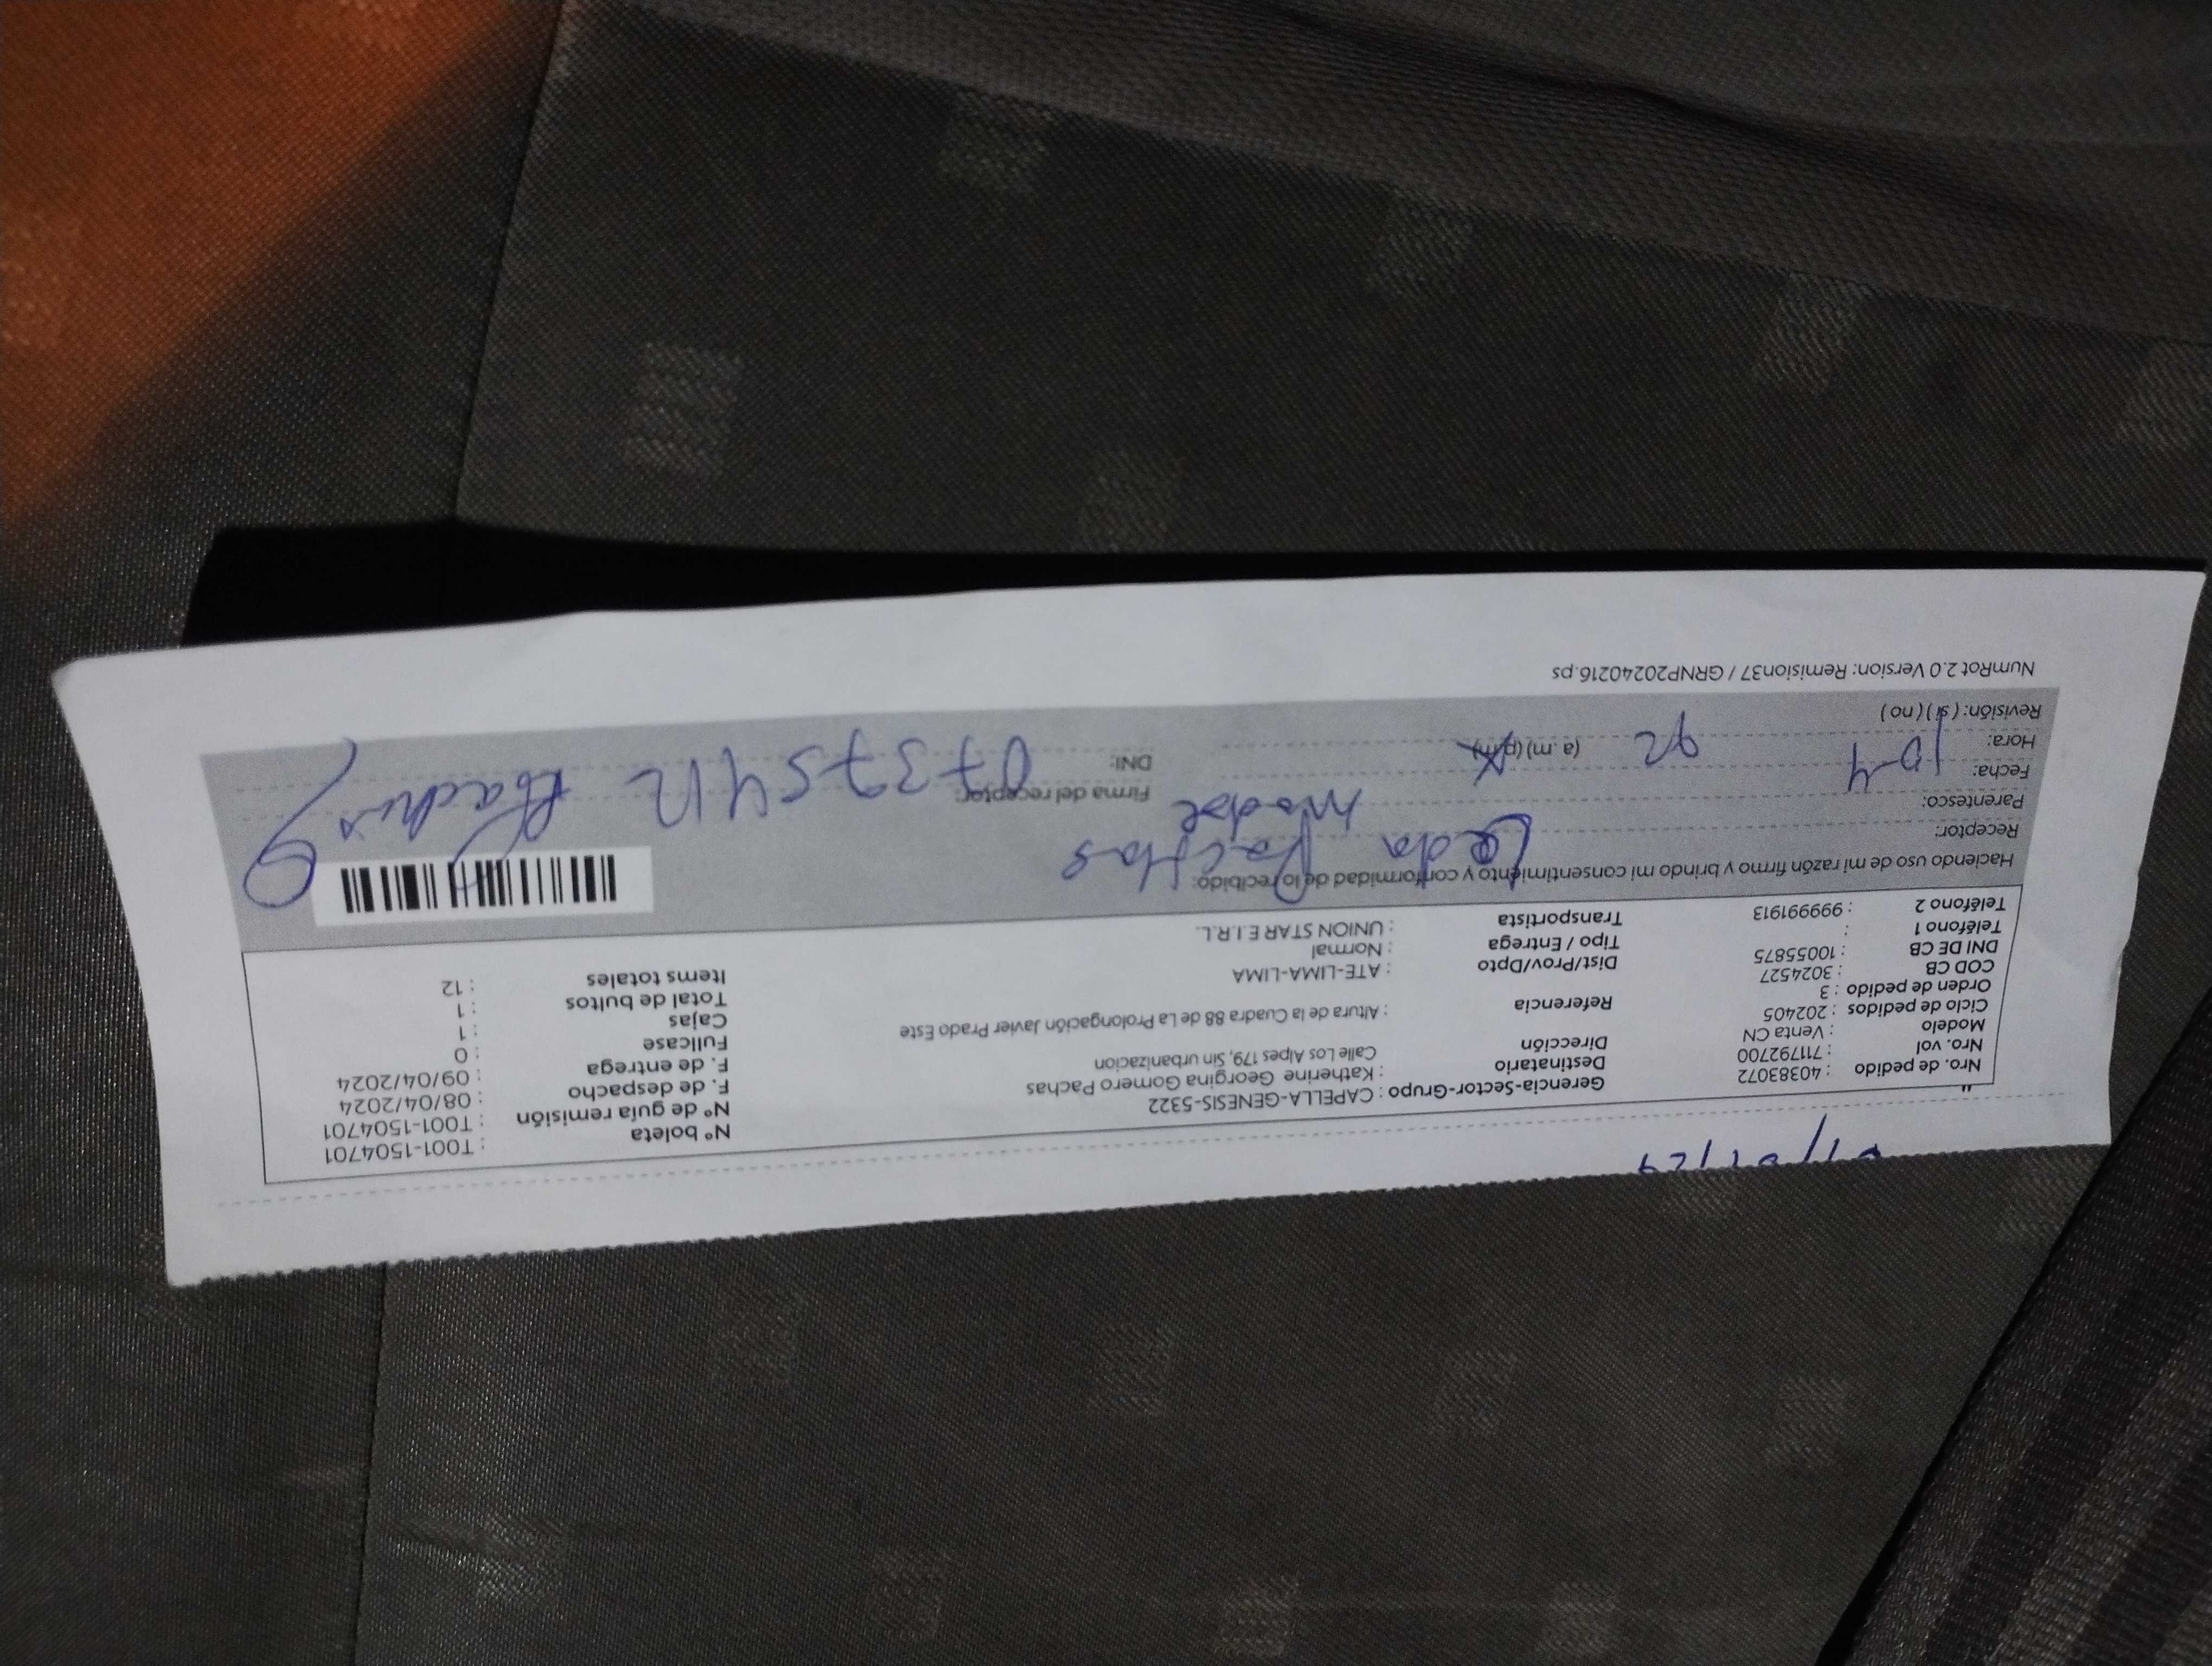 "
Nro. de pedido : 40383072
Nro. vol : 711792700
Modelo : Venta CN
Ciclo de pedidos : 202405
Orden de pedido : 3
COD CB : 3024527
DNI DE CB : 10055875
Teléfono 1 :
Teléfono 2 : 999991913
Gerencia-Sector-Grupo : CAPELLA-GENESIS-5322
Destinatario : Katherine Georgina Gomero Pachas
Dirección Calle Los Alpes 179, Sin urbanizacion
Referencia : Altura de la Cuadra 88 de La Prolongación Javier Prado Este
Dist/Prov/Dpto : ATE-LIMA-LIMA
Tipo / Entrega : Normal
Transportista : UNION STAR E.I.R.L.
Nº boleta : T001-1504701
Nº de guía remisión : T001-1504701
F. de despacho : 08/04/2024
F. de entrega : 09/04/2024
Fullcase : 0
Cajas : 1
Total de bultos : 1
Items totales : 12
Haciendo uso de mi razón firmo y brindo mi consentimiento y conformidad de lo recibido:
Receptor: Leda Pachas
Parentesco: Madre
Fecha: 10-4
Hora: (a.m) (p.m)
Revisión: (si) (no)
Firma del receptor:
DNI:
NumRot 2.0 Version: Remision37 / GRNP20240216.ps